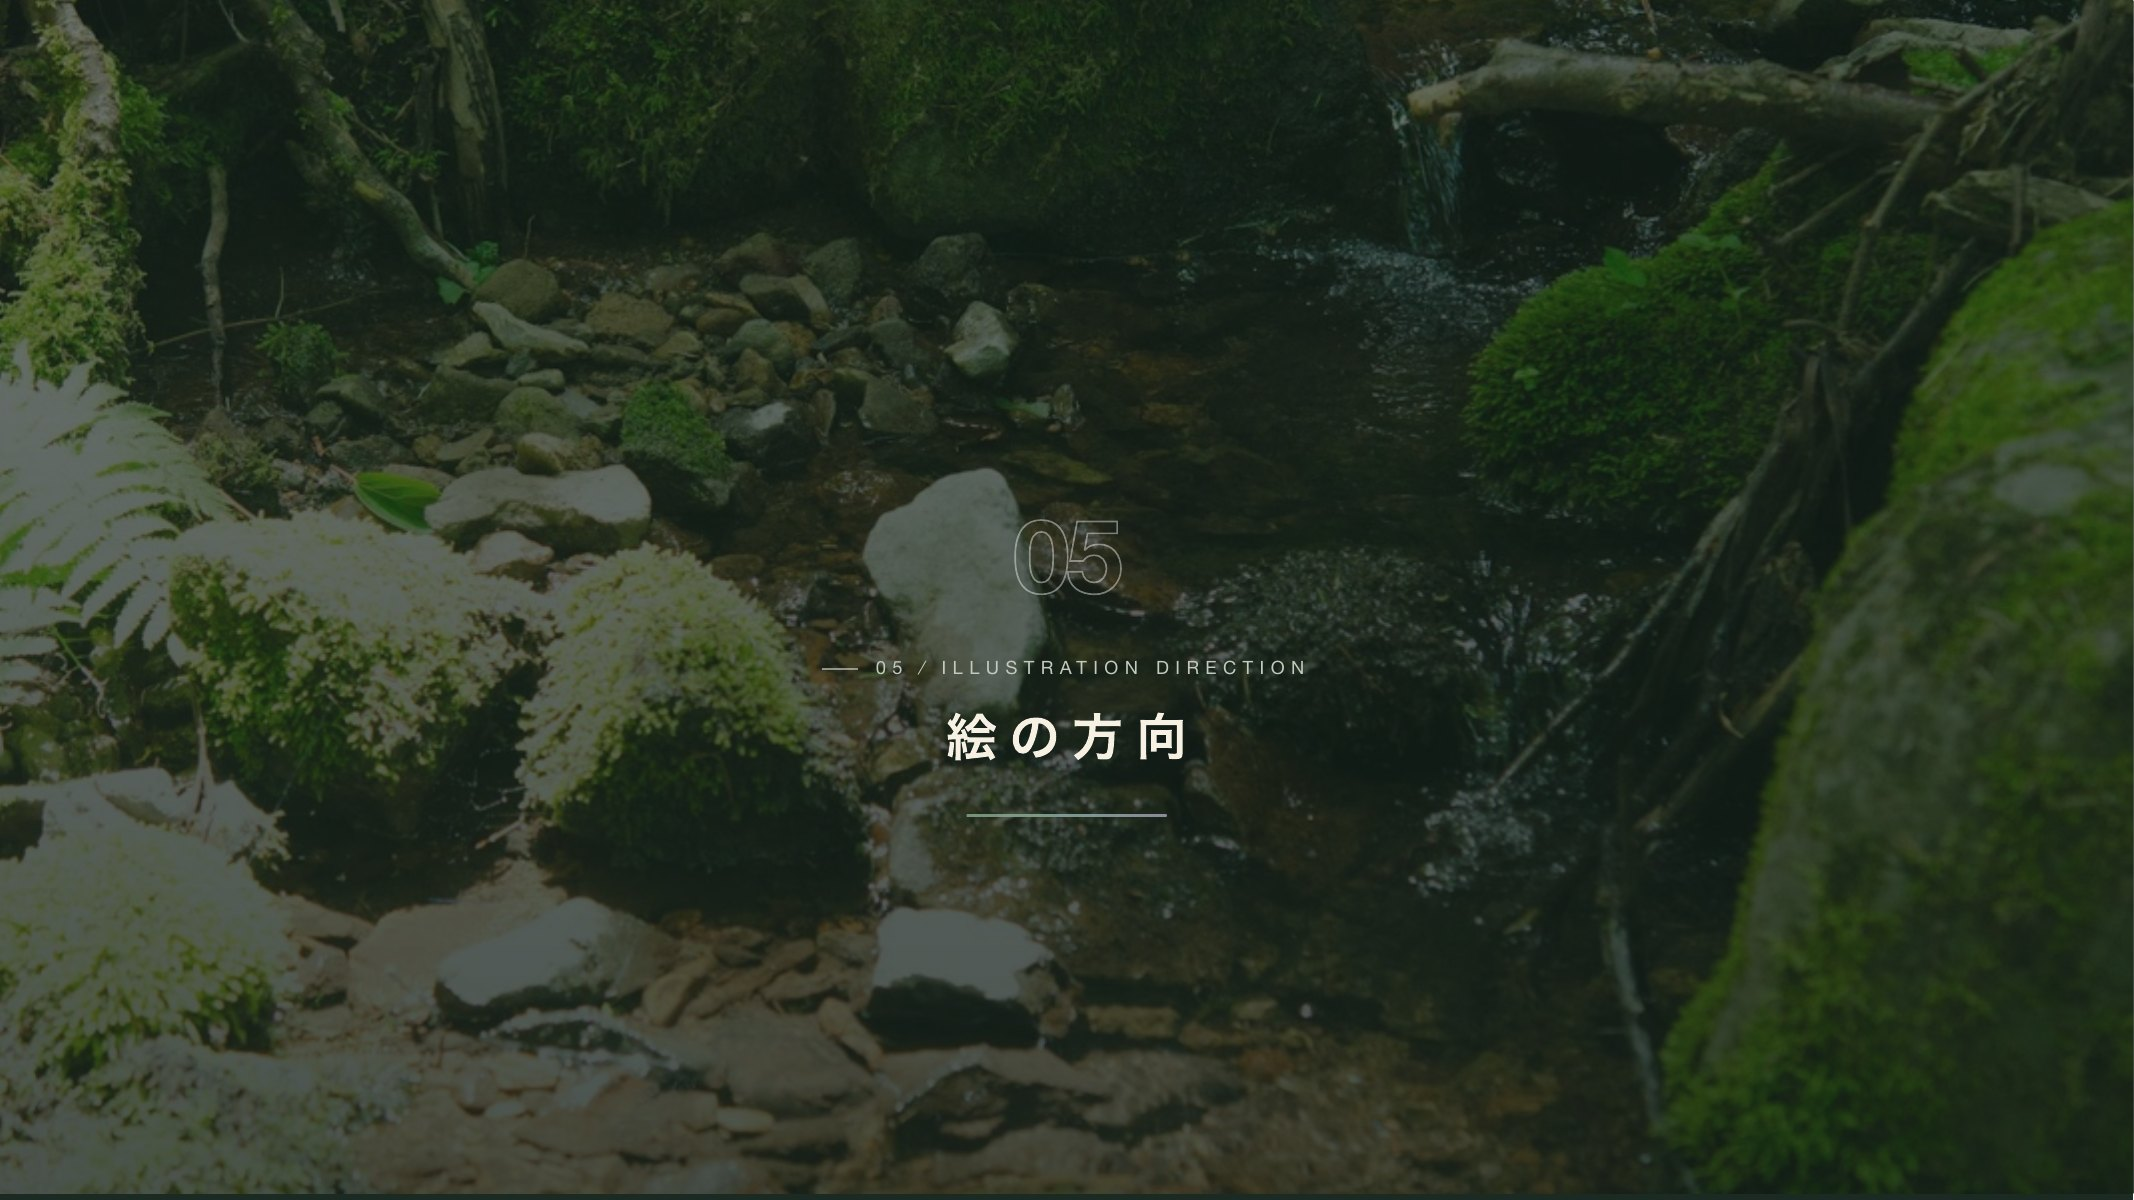 05
05 / ILLUSTRATION DIRECTION
絵の方向